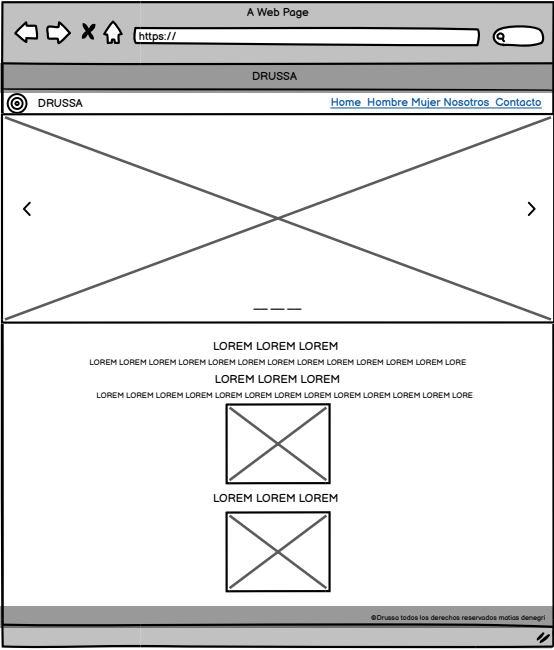 A Web Page
https://
DRUSSA
DRUSSA
Home Hombre Mujer Nosotros Contacto
LOREM LOREM LOREM
LOREM LOREM LOREM LOREM LOREM LOREM LOREM LOREM LOREM LOREM LOREM LOREM LORE
LOREM LOREM LOREM
LOREM LOREM LOREM LOREM LOREM LOREM LOREM LOREM LOREM LOREM LOREM LOREM LORE
LOREM LOREM LOREM
©Drussa todos los derechos reservados matias denegri